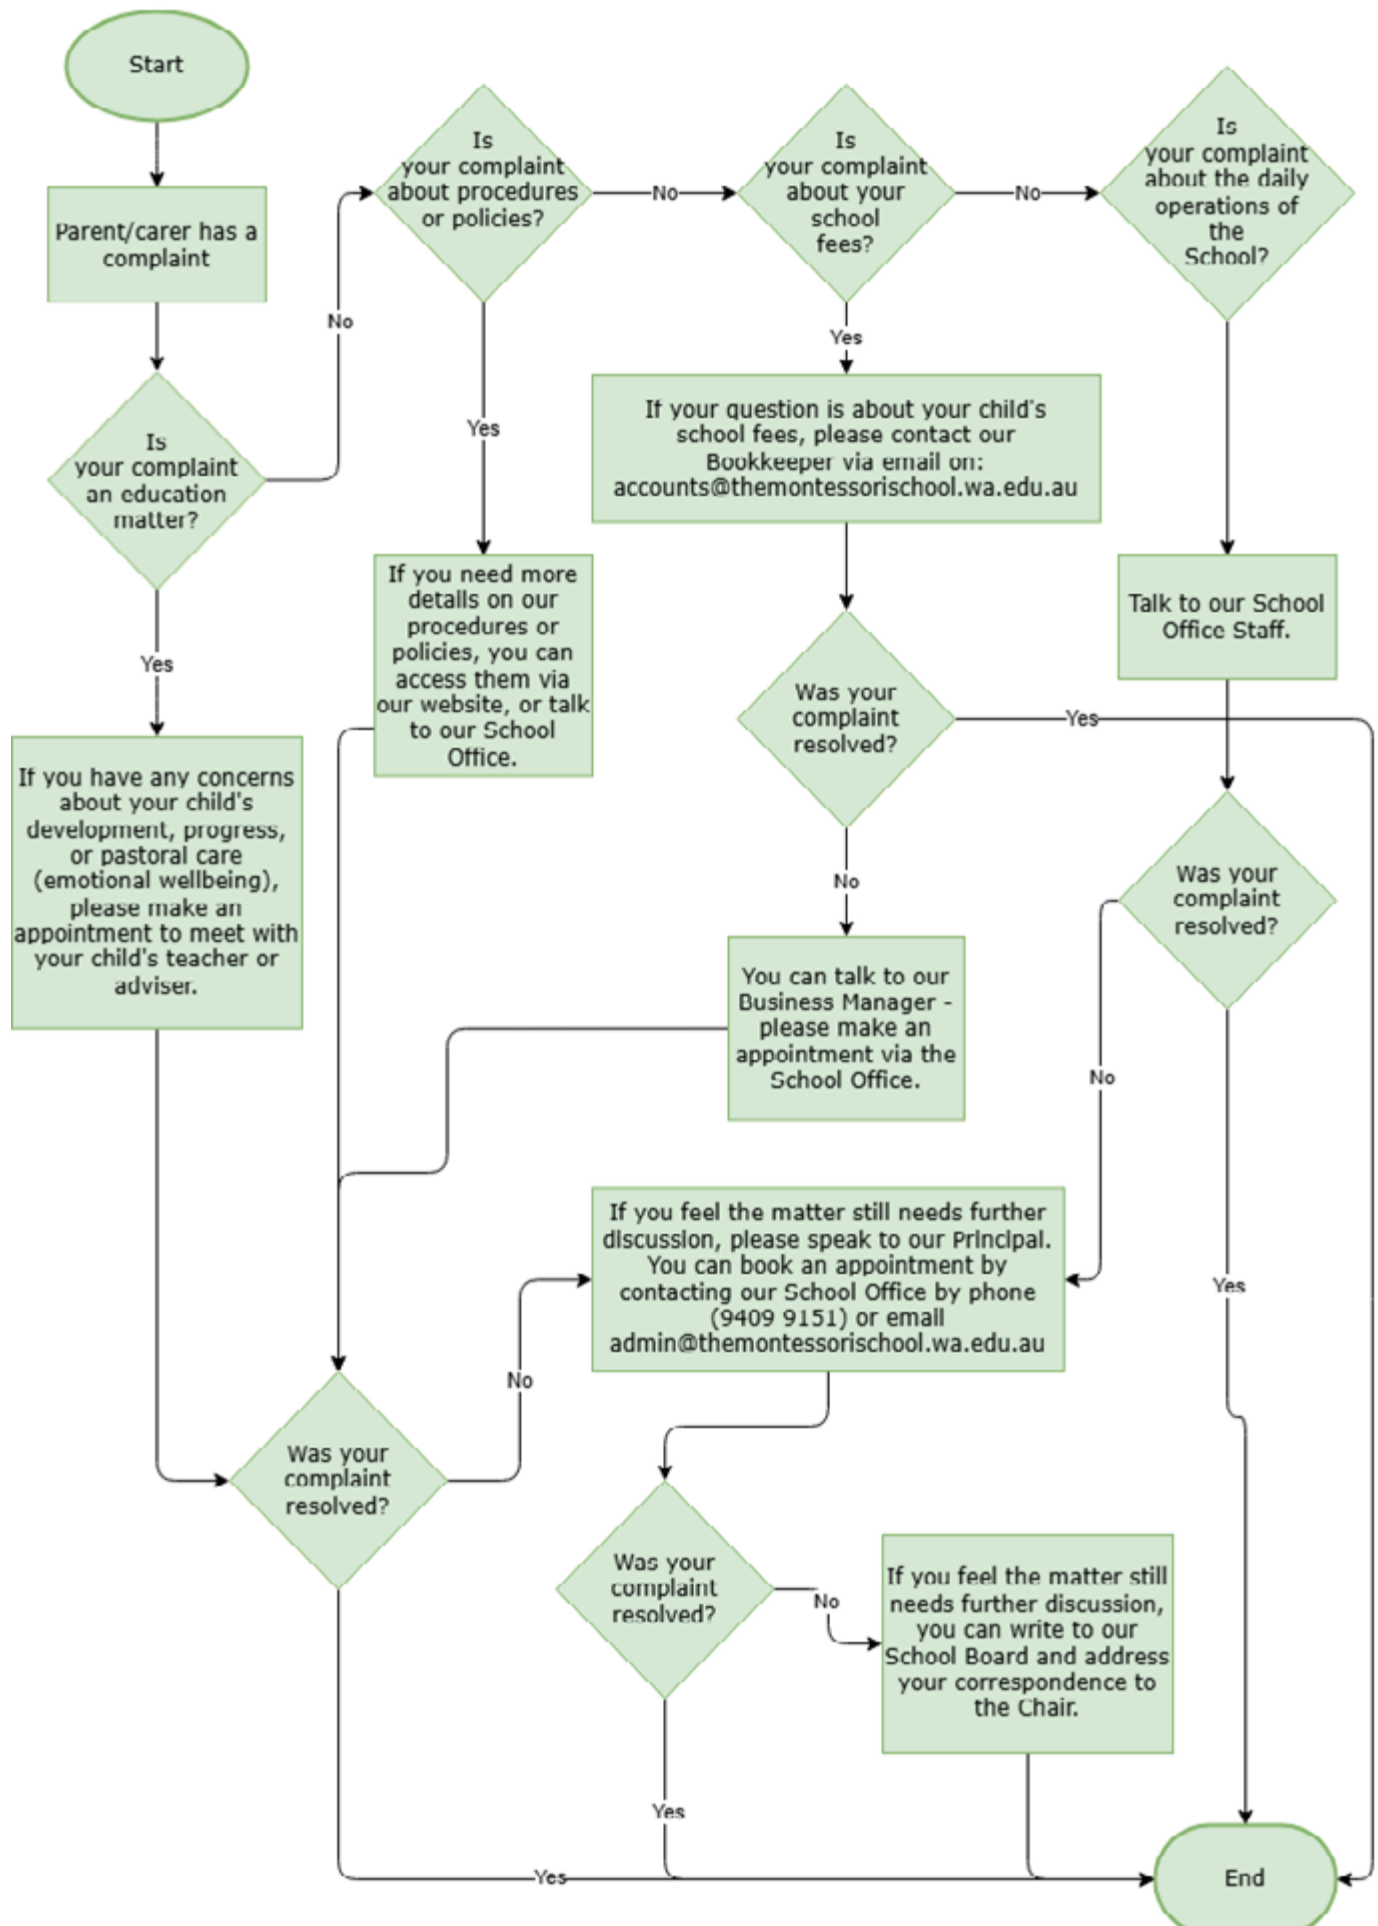 Start
Parent/carer has a
complaint
Is
your complaint
an education
matter?
No
Yes
If you have any concerns
about your child's
development, progress,
or pastoral care
(emotional wellbeing),
please make an
appointment to meet with
your child's teacher or
adviser.
Is
your complaint
about procedures
or policies?
No
Yes
If you need more
details on our
procedures or
policies, you can
access them via
our website, or talk
to our School
Office.
Is
your complaint
about your
school
fees?
No
Yes
If your question is about your child's
school fees, please contact our
Bookkeeper via email on:
accounts@themontessorischool.wa.edu.au
Was your
complaint
resolved?
Yes
No
You can talk to our
Business Manager -
please make an
appointment via the
School Office.
Is
your complaint
about the daily
operations of
the
School?
Talk to our School
Office Staff.
Was your
complaint
resolved?
No
Yes
If you feel the matter still needs further
discussion, please speak to our Principal.
You can book an appointment by
contacting our School Office by phone
(9409 9151) or email
admin@themontessorischool.wa.edu.au
Was your
complaint
resolved?
No
Yes
Was your
complaint
resolved?
No
Yes
If you feel the matter still
needs further discussion,
you can write to our
School Board and address
your correspondence to
the Chair.
End